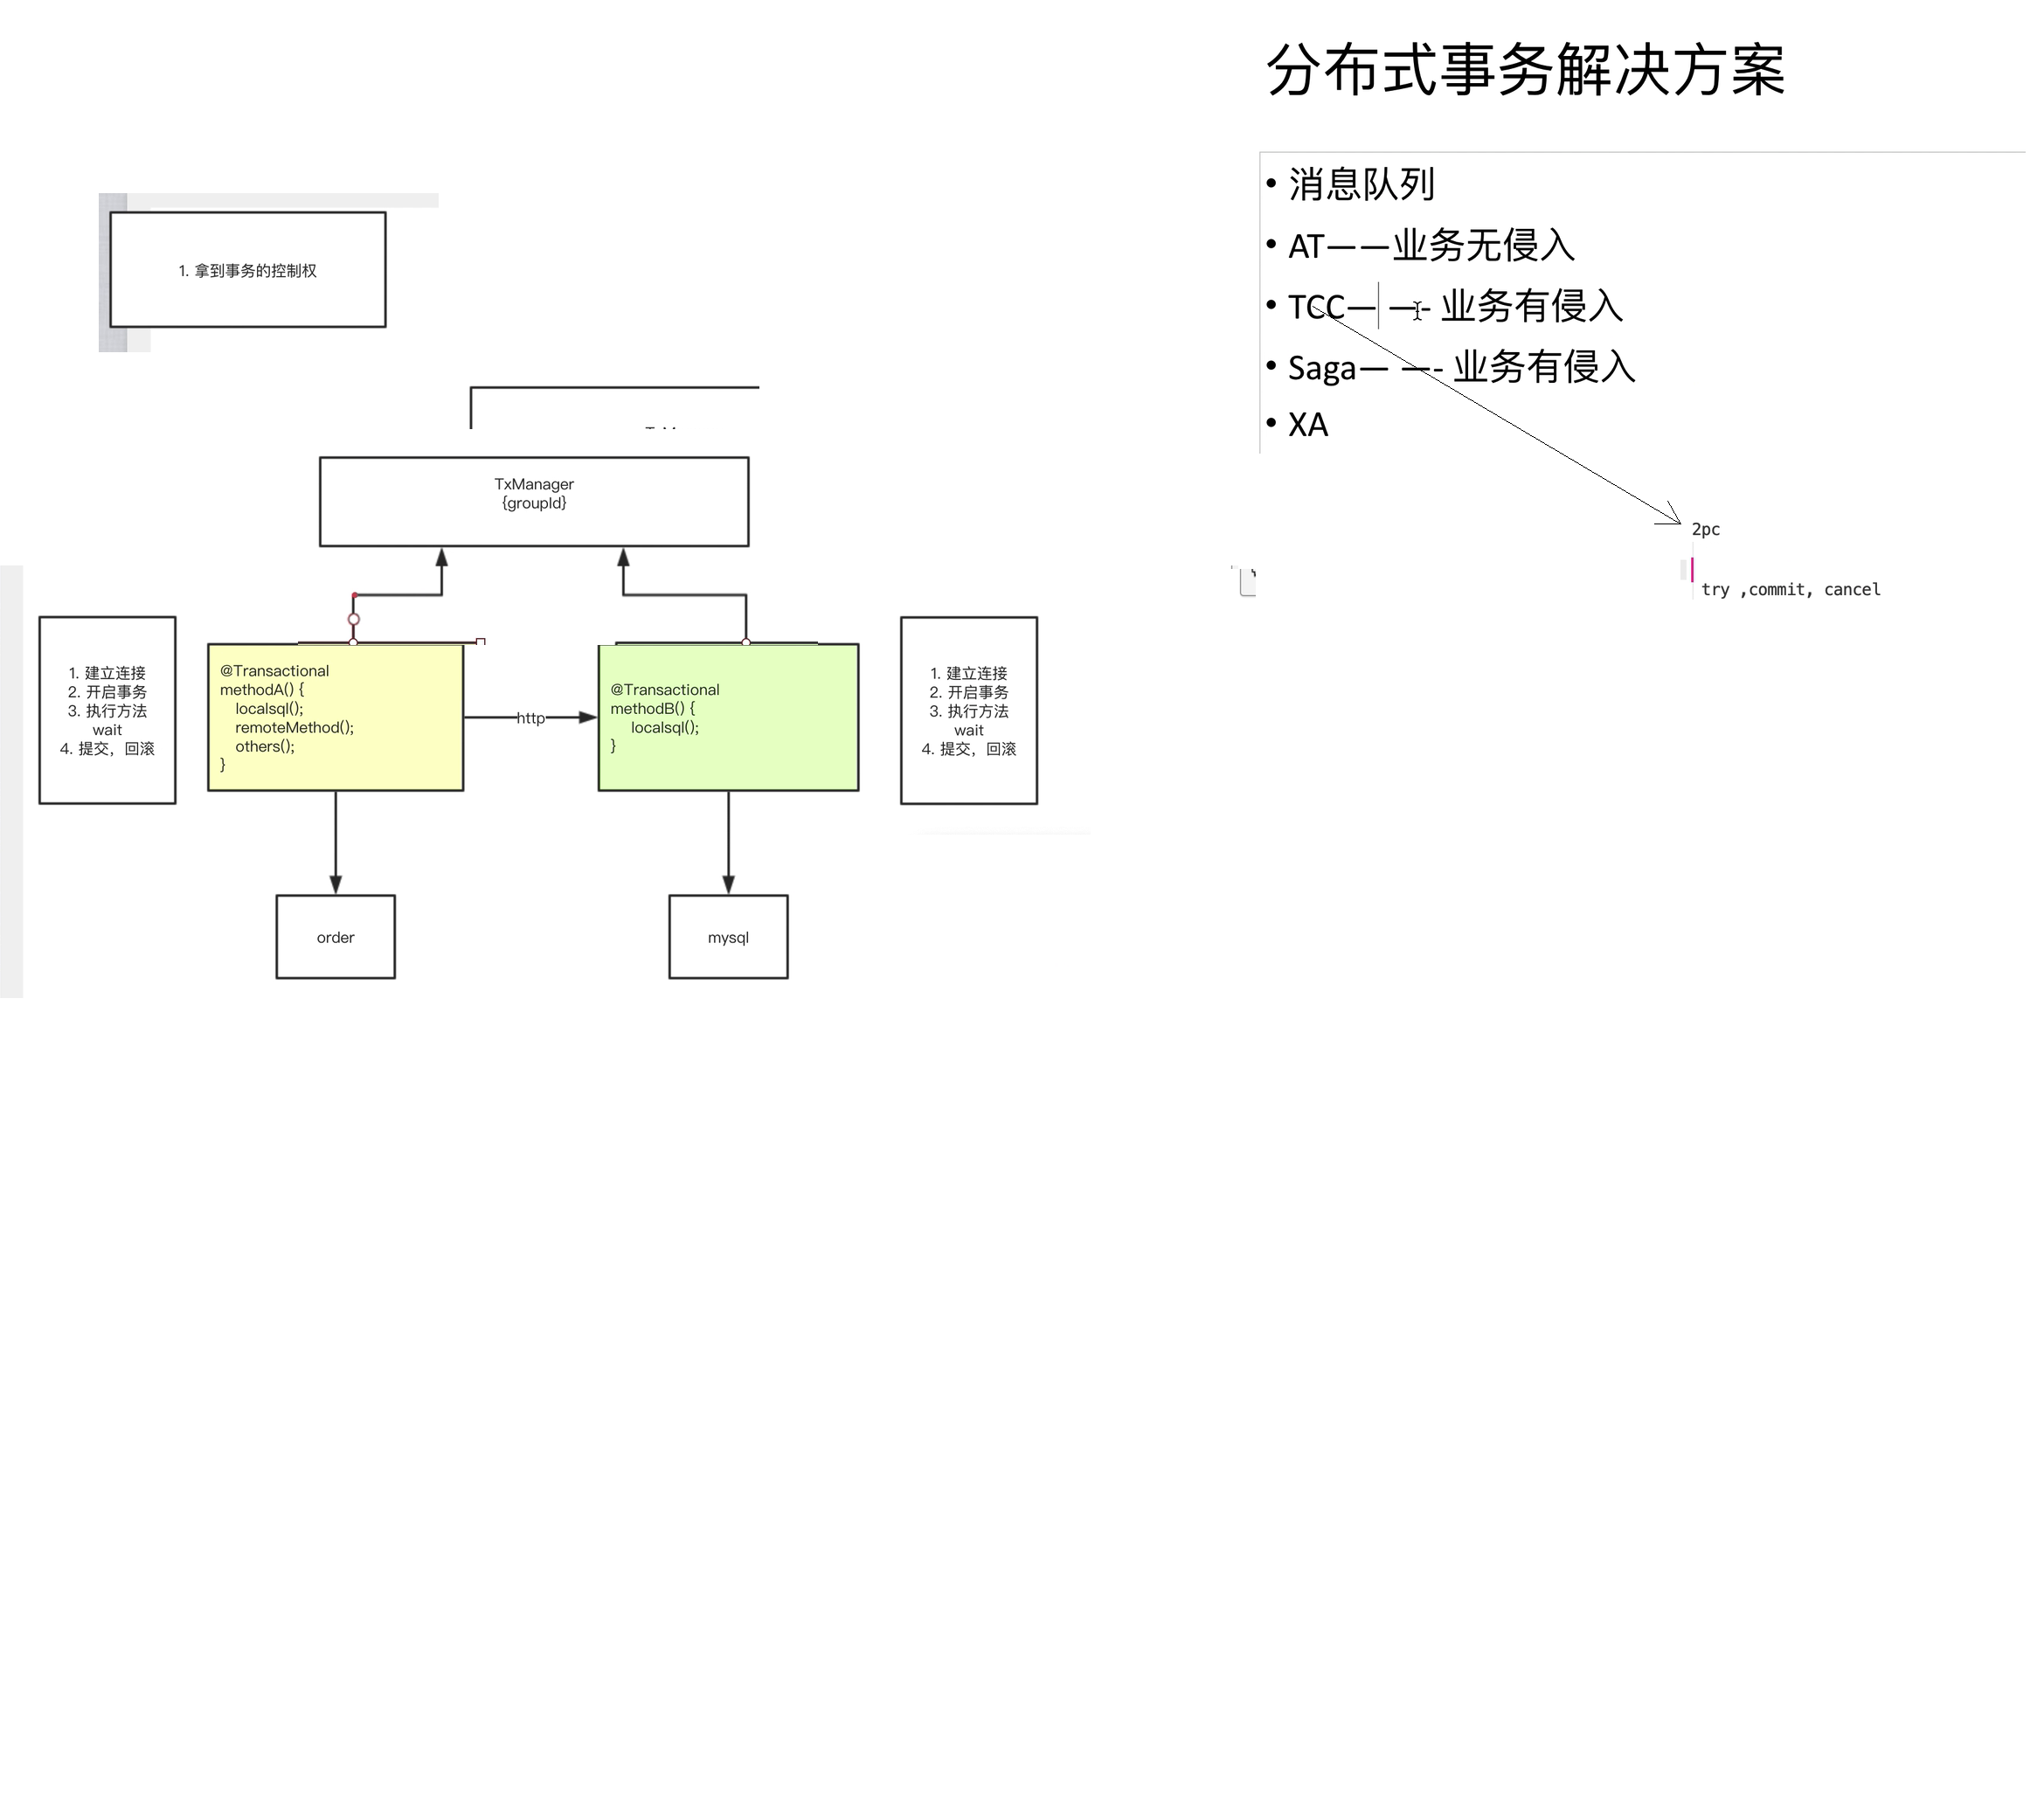 分布式事务解决方案
• 消息队列
• AT——业务无侵入
• TCC— —- 业务有侵入
• Saga— —- 业务有侵入
• XA
2pc
try ,commit, cancel
1. 拿到事务的控制权
TxManager
{groupId}
1. 建立连接
2. 开启事务
3. 执行方法
wait
4. 提交，回滚
@Transactional
methodA() {
localsql();
remoteMethod();
others();
}
http
@Transactional
methodB() {
localsql();
}
1. 建立连接
2. 开启事务
3. 执行方法
wait
4. 提交，回滚
order
mysql